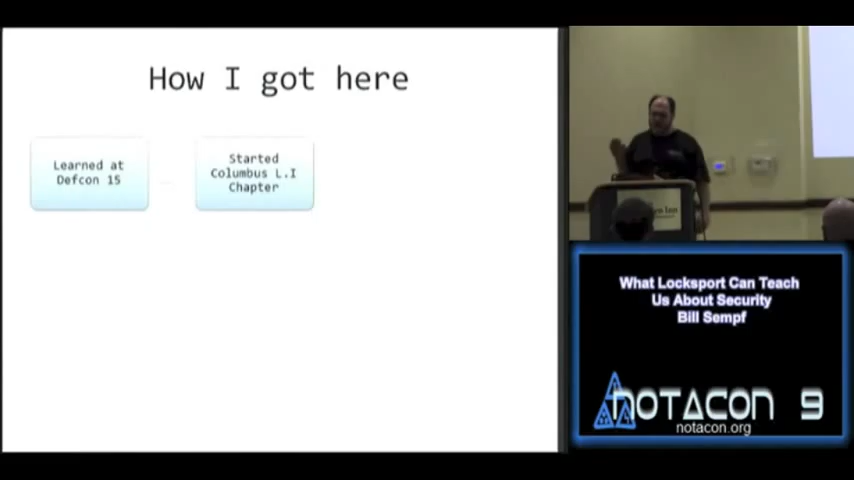 How I got here
Learned at
Defcon 15
Started
Columbus L.I
Chapter
What Locksport Can Teach
Us About Security
Bill Sempf
NOTACON 9
notacon.org